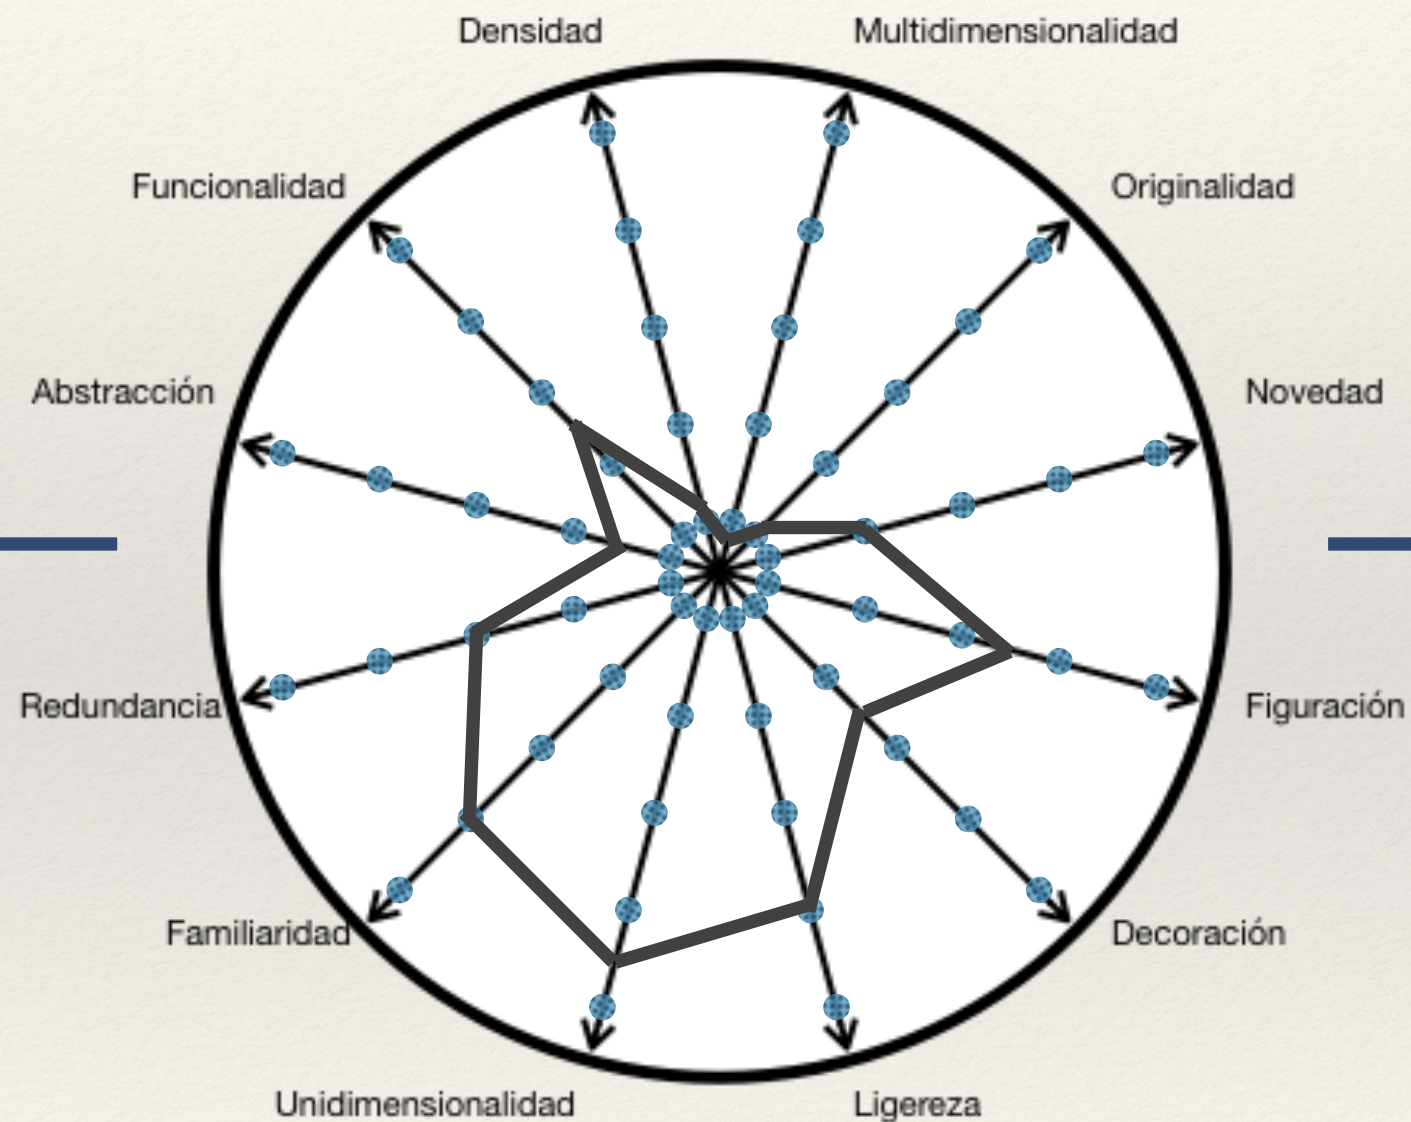 Densidad
Multidimensionalidad
Funcionalidad
Originalidad
Abstracción
Novedad
Redundancia
Figuración
Familiaridad
Decoración
Unidimensionalidad
Ligereza